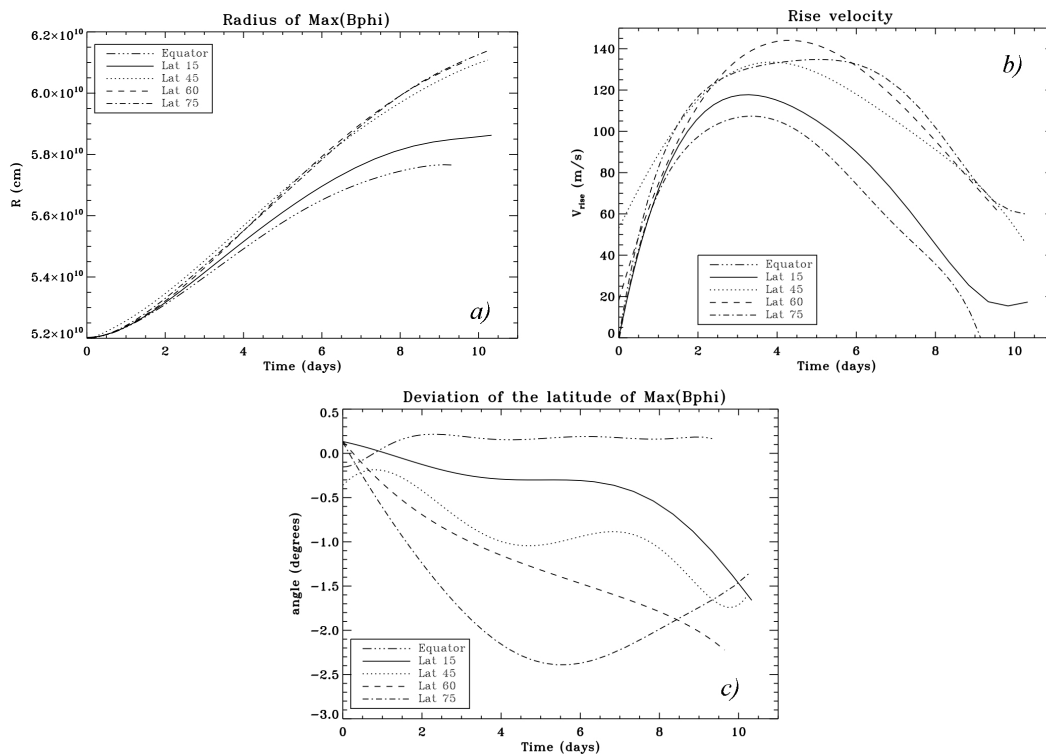 Radius of Max(Bphi)
6.2×10¹⁰
6.0×10¹⁰
5.8×10¹⁰
5.6×10¹⁰
5.4×10¹⁰
5.2×10¹⁰
R (cm)
Equator
Lat 15
Lat 45
Lat 60
Lat 75
a)
0 2 4 6 8 10
Time (days)
Rise velocity
140
120
100
80
60
40
20
0
V_rise (m/s)
b)
Equator
Lat 15
Lat 45
Lat 60
Lat 75
0 2 4 6 8 10
Time (days)
Deviation of the latitude of Max(Bphi)
0.5
0.0
−0.5
−1.0
−1.5
−2.0
−2.5
−3.0
angle (degrees)
Equator
Lat 15
Lat 45
Lat 60
Lat 75
c)
0 2 4 6 8 10
Time (days)